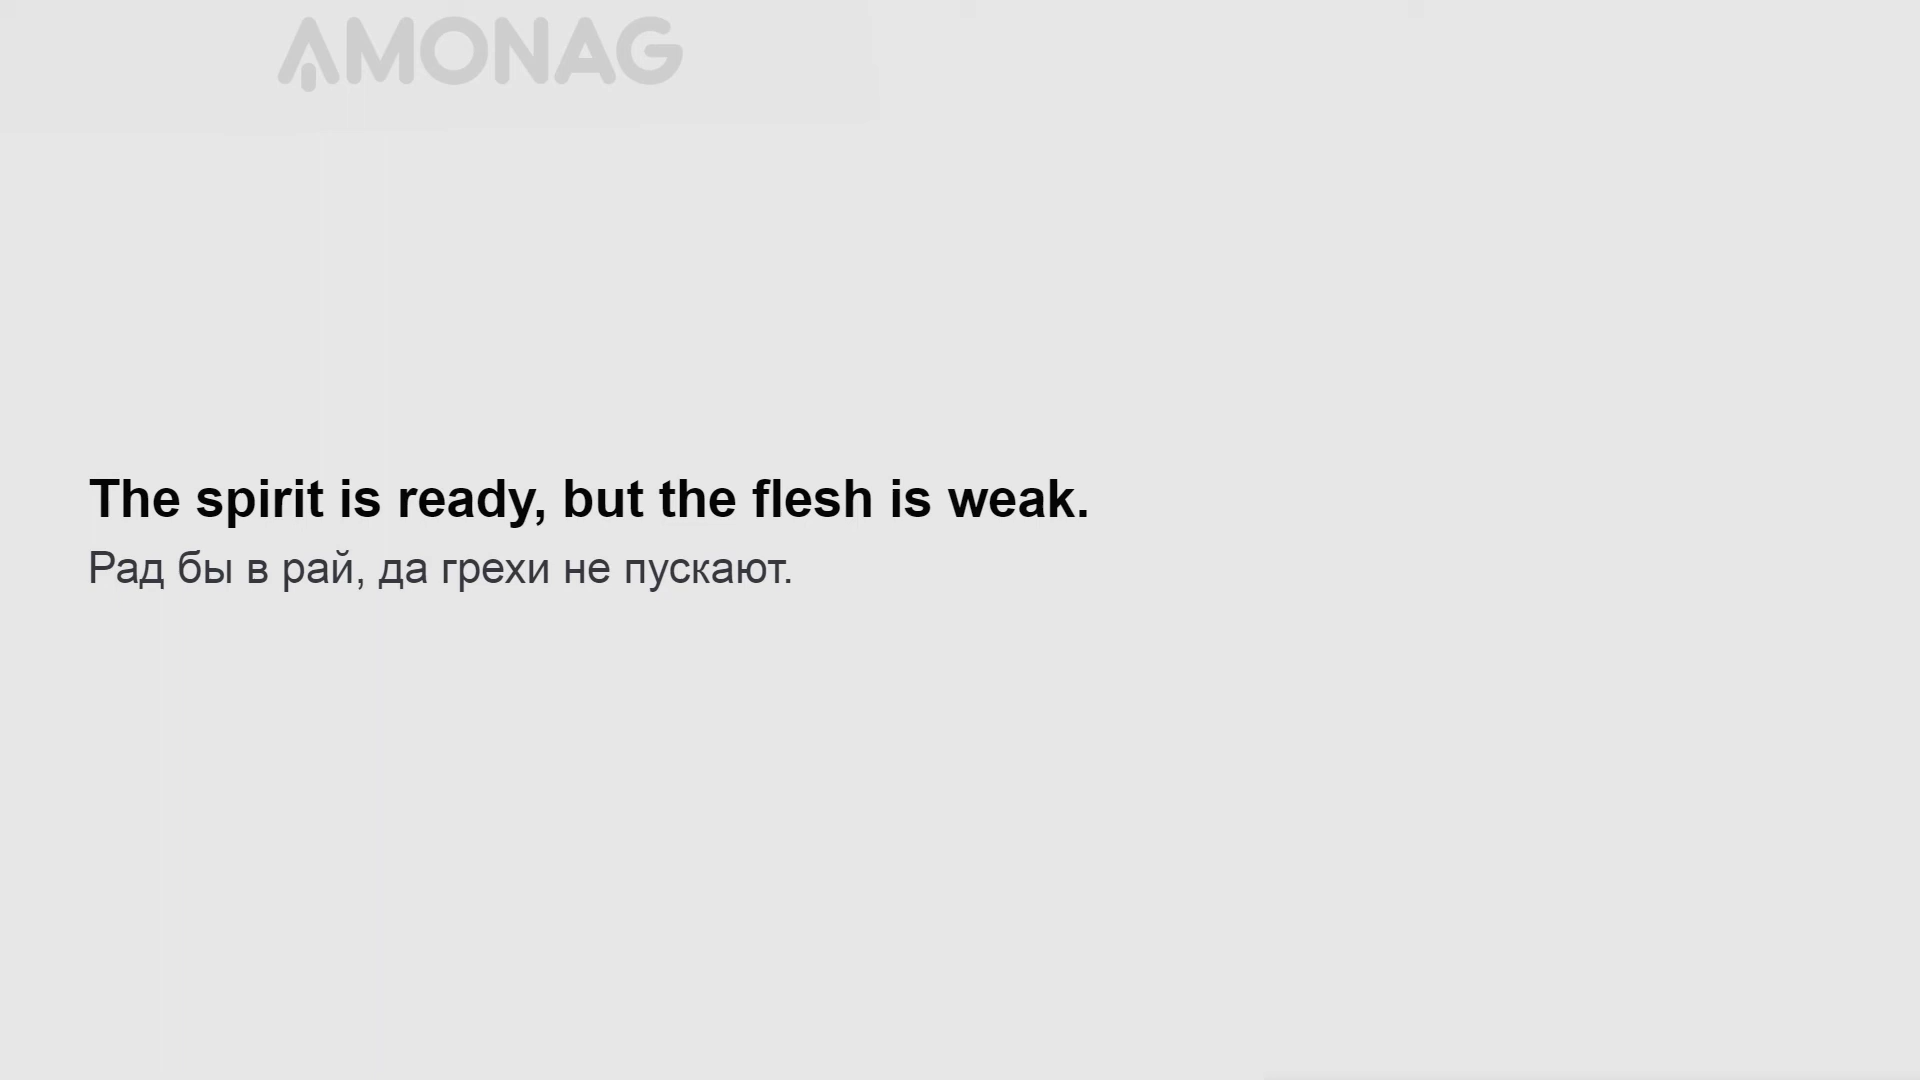 AMONAG
The spirit is ready, but the flesh is weak.
Рад бы в рай, да грехи не пускают.